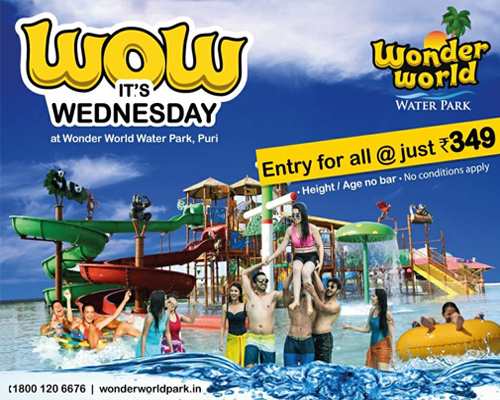 WOW
IT'S
WEDNESDAY
at Wonder World Water Park, Puri
Wonder
world
WATER PARK
Entry for all @ just ₹349
• Height / Age no bar • No conditions apply
(1800 120 6676 | wonderworldpark.in